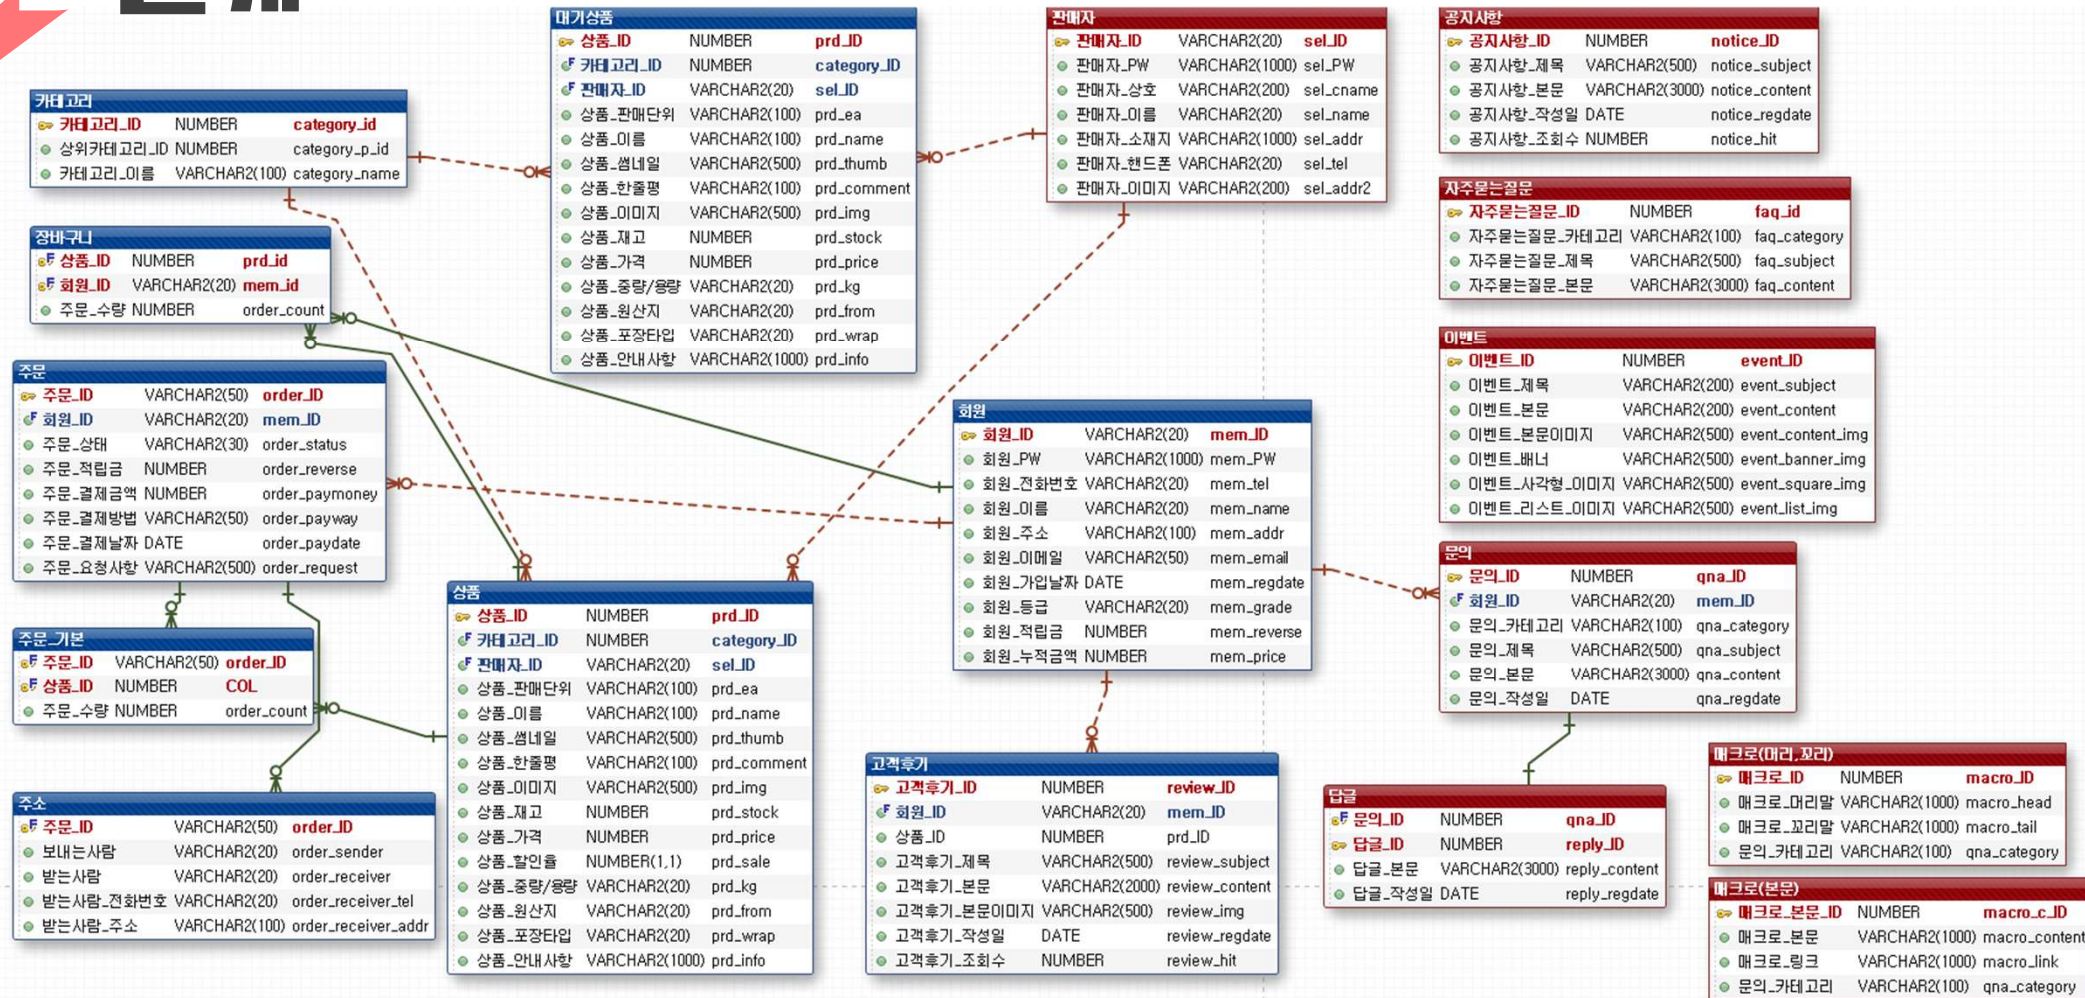 대기상품
상품_ID NUMBER prd_ID
카테고리_ID NUMBER category_ID
판매자_ID VARCHAR2(20) sel_ID
상품_판매단위 VARCHAR2(100) prd_ea
상품_이름 VARCHAR2(100) prd_name
상품_썸네일 VARCHAR2(500) prd_thumb
상품_한줄평 VARCHAR2(100) prd_comment
상품_이미지 VARCHAR2(500) prd_img
상품_재고 NUMBER prd_stock
상품_가격 NUMBER prd_price
상품_중량/용량 VARCHAR2(20) prd_kg
상품_원산지 VARCHAR2(20) prd_from
상품_포장타입 VARCHAR2(20) prd_wrap
상품_안내사항 VARCHAR2(1000) prd_info
판매자
판매자_ID VARCHAR2(20) sel_ID
판매자_PW VARCHAR2(1000) sel_PW
판매자_상호 VARCHAR2(200) sel_cname
판매자_이름 VARCHAR2(20) sel_name
판매자_소재지 VARCHAR2(1000) sel_addr
판매자_핸드폰 VARCHAR2(20) sel_tel
판매자_이미지 VARCHAR2(200) sel_addr2
공지사항
공지사항_ID NUMBER notice_ID
공지사항_제목 VARCHAR2(500) notice_subject
공지사항_본문 VARCHAR2(3000) notice_content
공지사항_작성일 DATE notice_regdate
공지사항_조회수 NUMBER notice_hit
카테고리
카테고리_ID NUMBER category_id
상위카테고리_ID NUMBER category_p_id
카테고리_이름 VARCHAR2(100) category_name
자주묻는질문
자주묻는질문_ID NUMBER faq_id
자주묻는질문_카테고리 VARCHAR2(100) faq_category
자주묻는질문_제목 VARCHAR2(500) faq_subject
자주묻는질문_본문 VARCHAR2(3000) faq_content
장바구니
상품_ID NUMBER prd_id
회원_ID VARCHAR2(20) mem_id
주문_수량 NUMBER order_count
이벤트
이벤트_ID NUMBER event_ID
이벤트_제목 VARCHAR2(200) event_subject
이벤트_본문 VARCHAR2(200) event_content
이벤트_본문이미지 VARCHAR2(500) event_content_img
이벤트_배너 VARCHAR2(500) event_banner_img
이벤트_사각형_이미지 VARCHAR2(500) event_square_img
이벤트_리스트_이미지 VARCHAR2(500) event_list_img
주문
주문_ID VARCHAR2(50) order_ID
회원_ID VARCHAR2(20) mem_ID
주문_상태 VARCHAR2(30) order_status
주문_적립금 NUMBER order_reverse
주문_결제금액 NUMBER order_paymoney
주문_결제방법 VARCHAR2(50) order_payway
주문_결제날짜 DATE order_paydate
주문_요청사항 VARCHAR2(500) order_request
회원
회원_ID VARCHAR2(20) mem_ID
회원_PW VARCHAR2(1000) mem_PW
회원_전화번호 VARCHAR2(20) mem_tel
회원_이름 VARCHAR2(20) mem_name
회원_주소 VARCHAR2(100) mem_addr
회원_이메일 VARCHAR2(50) mem_email
회원_가입날짜 DATE mem_regdate
회원_등급 VARCHAR2(20) mem_grade
회원_적립금 NUMBER mem_reverse
회원_누적금액 NUMBER mem_price
문의
문의_ID NUMBER qna_ID
회원_ID VARCHAR2(20) mem_ID
문의_카테고리 VARCHAR2(100) qna_category
문의_제목 VARCHAR2(500) qna_subject
문의_본문 VARCHAR2(3000) qna_content
문의_작성일 DATE qna_regdate
상품
상품_ID NUMBER prd_ID
카테고리_ID NUMBER category_ID
판매자_ID VARCHAR2(20) sel_ID
상품_판매단위 VARCHAR2(100) prd_ea
상품_이름 VARCHAR2(100) prd_name
상품_썸네일 VARCHAR2(500) prd_thumb
상품_한줄평 VARCHAR2(100) prd_comment
상품_이미지 VARCHAR2(500) prd_img
상품_재고 NUMBER prd_stock
상품_가격 NUMBER prd_price
상품_할인율 NUMBER(1,1) prd_sale
상품_중량/용량 VARCHAR2(20) prd_kg
상품_원산지 VARCHAR2(20) prd_from
상품_포장타입 VARCHAR2(20) prd_wrap
상품_안내사항 VARCHAR2(1000) prd_info
주문_기본
주문_ID VARCHAR2(50) order_ID
상품_ID NUMBER COL
주문_수량 NUMBER order_count
주소
주문_ID VARCHAR2(50) order_ID
보내는사람 VARCHAR2(20) order_sender
받는사람 VARCHAR2(20) order_receiver
받는사람_전화번호 VARCHAR2(20) order_receiver_tel
받는사람_주소 VARCHAR2(100) order_receiver_addr
고객후기
고객후기_ID NUMBER review_ID
회원_ID VARCHAR2(20) mem_ID
상품_ID NUMBER prd_ID
고객후기_제목 VARCHAR2(500) review_subject
고객후기_본문 VARCHAR2(2000) review_content
고객후기_본문이미지 VARCHAR2(500) review_img
고객후기_작성일 DATE review_regdate
고객후기_조회수 NUMBER review_hit
답글
문의_ID NUMBER qna_ID
답글_ID NUMBER reply_ID
답글_본문 VARCHAR2(3000) reply_content
답글_작성일 DATE reply_regdate
매크로(머리,꼬리)
매크로_ID NUMBER macro_ID
매크로_머리말 VARCHAR2(1000) macro_head
매크로_꼬리말 VARCHAR2(1000) macro_tail
문의_카테고리 VARCHAR2(100) qna_category
매크로(본문)
매크로_본문_ID NUMBER macro_c_ID
매크로_본문 VARCHAR2(1000) macro_content
매크로_링크 VARCHAR2(1000) macro_link
문의_카테고리 VARCHAR2(100) qna_category